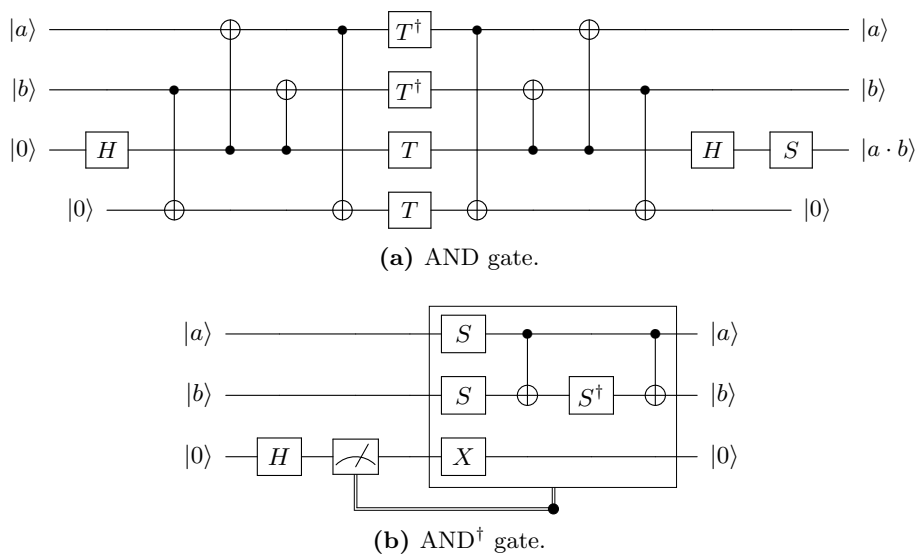 |a⟩ T† |a⟩
|b⟩ T† |b⟩
|0⟩ H T H S |a · b⟩
|0⟩ T |0⟩
(a) AND gate.
|a⟩ S |a⟩
|b⟩ S S† |b⟩
|0⟩ H X |0⟩
(b) AND† gate.